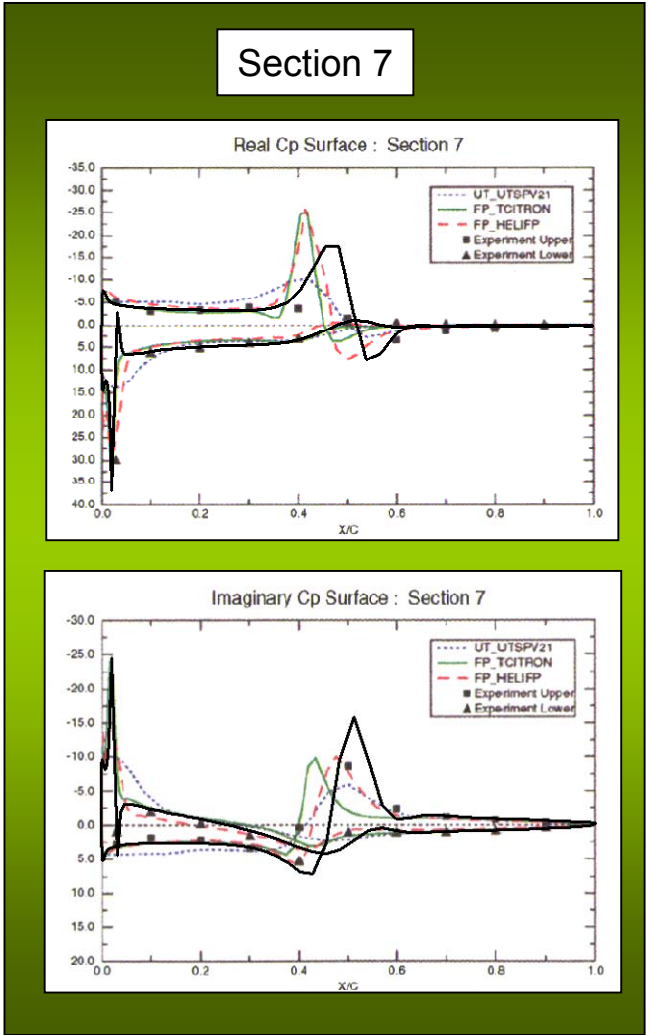 Section 7
Real Cp Surface : Section 7
-35.0
-30.0
-25.0
-20.0
-15.0
-10.0
-5.0
0.0
5.0
10.0
15.0
20.0
25.0
30.0
35.0
40.0
UT_UTSPV21
FP_TCITRON
FP_HELIFP
Experiment Upper
Experiment Lower
0.0 0.2 0.4 0.6 0.8 1.0
X/C
Imaginary Cp Surface : Section 7
-30.0
-25.0
-20.0
-15.0
-10.0
-5.0
0.0
5.0
10.0
15.0
20.0
UT_UTSPV21
FP_TCITRON
FP_HELIFP
Experiment Upper
Experiment Lower
0.0 0.2 0.4 0.6 0.8 1.0
X/C